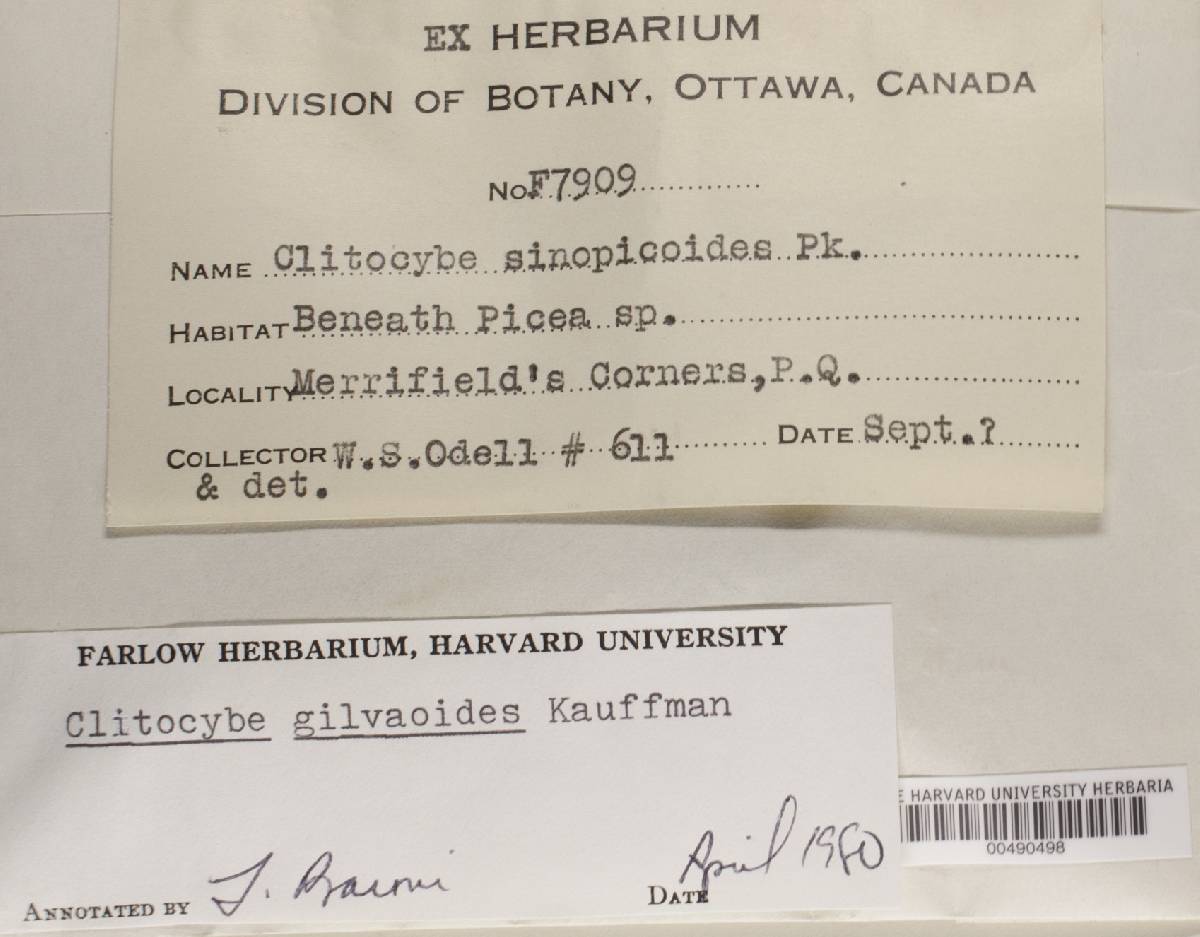 EX HERBARIUM
DIVISION OF BOTANY, OTTAWA, CANADA
No. F7909
NAME Clitocybe sinopicoides Pk.
HABITAT Beneath Picea sp.
LOCALITY Merrifield's Corners, P.Q.
COLLECTOR W.S.Odell # 611 DATE Sept.?
& det.
FARLOW HERBARIUM, HARVARD UNIVERSITY
Clitocybe gilvaoides Kauffman
HARVARD UNIVERSITY HERBARIA
00490498
ANNOTATED BY T. Baroni DATE April 1980